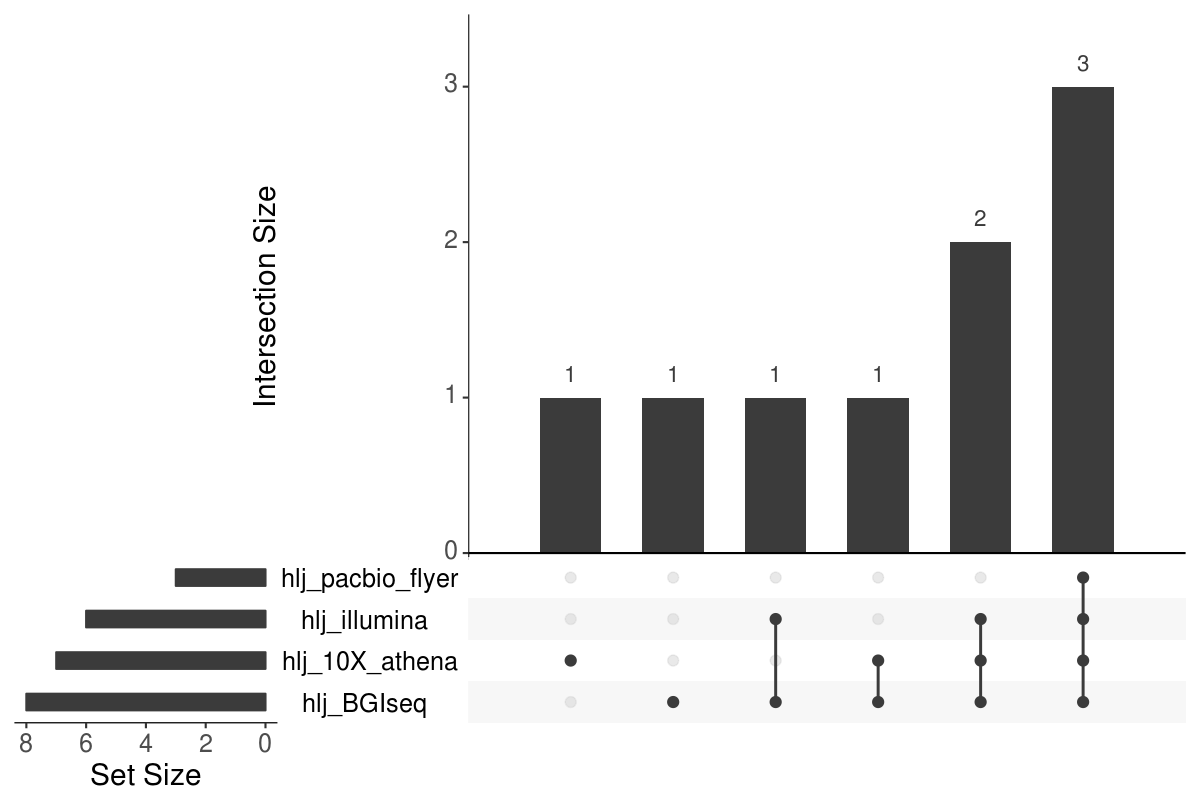 3
3
2
2
1
1
1
1
1
0
Intersection Size
hlj_pacbio_flyer
hlj_illumina
hlj_10X_athena
hlj_BGIseq
8 6 4 2 0
Set Size